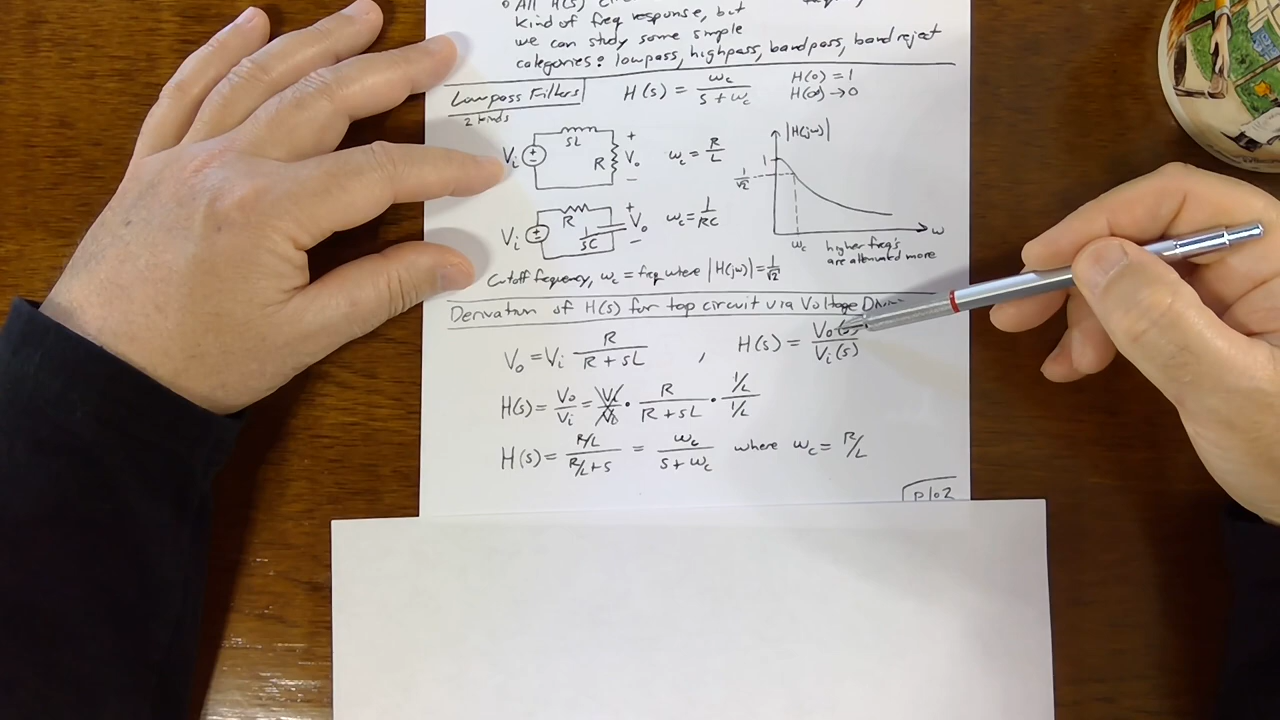 All H(s) 
kind of freq response, but
we can study some simple
categories: lowpass, highpass, bandpass, band reject
Lowpass Filters
2 kinds
H(s) = ωc / (s + ωc)
H(0) = 1
H(∞) → 0
Vi
sL
R
+
Vo
−
ωc = R/L
|H(jω)|
1
1/√2
ωc
ω
higher freq's
are attenuated more
Vi
R
1/sC
+
Vo
−
ωc = 1/RC
Cutoff fequency, ωc = freq where |H(jω)| = 1/√2
Derivation of H(s) for top circuit via Voltage
Vo = Vi R / (R + sL) , H(s) = Vo(s) / Vi(s)
H(s) = Vo/Vi = Vi/Vi · R / (R + sL) · 1/L / 1/L
H(s) = R/L / (R/L + s) = ωc / (s + ωc) where ωc = R/L
p102